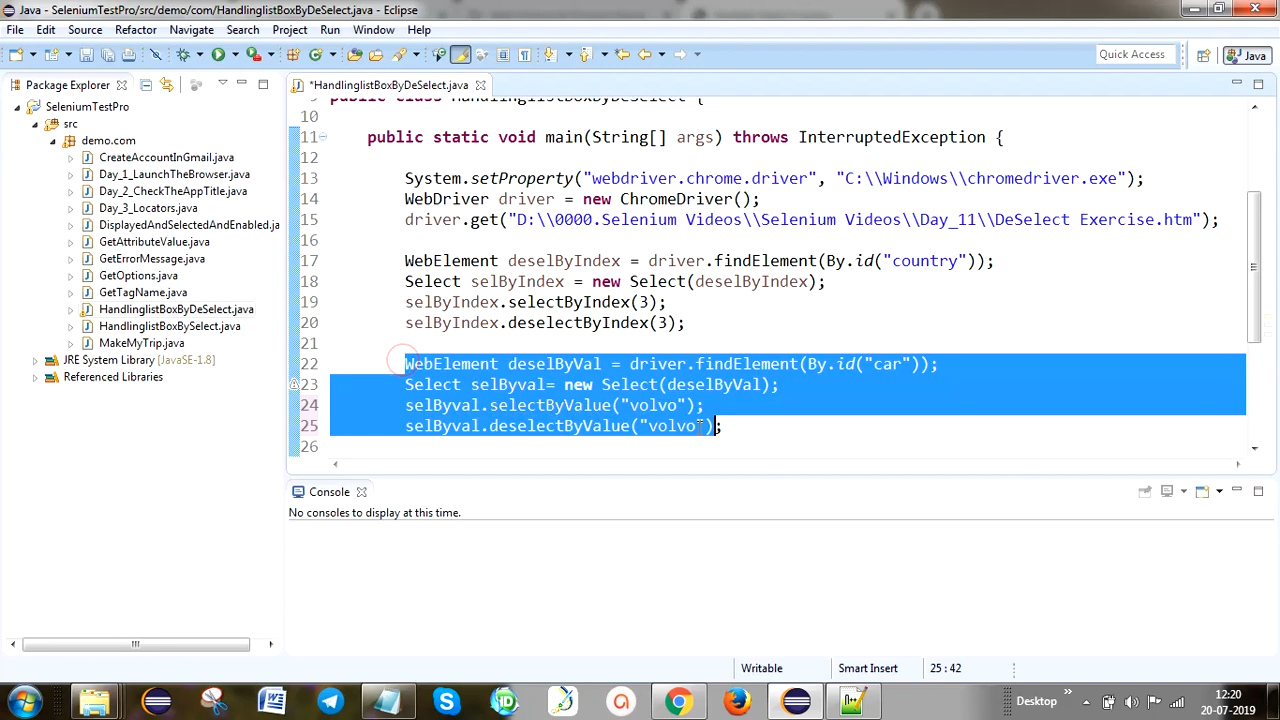 Java - SeleniumTestPro/src/demo/com/HandlinglistBoxByDeSelect.java - Eclipse
File Edit Source Refactor Navigate Search Project Run Window Help
Quick Access
Java
Package Explorer
*HandlinglistBoxByDeSelect.java
SeleniumTestPro
src
demo.com
CreateAccountInGmail.java
Day_1_LaunchTheBrowser.java
Day_2_CheckTheAppTitle.java
Day_3_Locators.java
DisplayedAndSelectedAndEnabled.ja
GetAttributeValue.java
GetErrorMessage.java
GetOptions.java
GetTagName.java
HandlinglistBoxByDeSelect.java
HandlinglistBoxBySelect.java
MakeMyTrip.java
JRE System Library [JavaSE-1.8]
Referenced Libraries
9 public class HandlinglistBoxByDeSelect {
10
11 public static void main(String[] args) throws InterruptedException {
12
13 System.setProperty("webdriver.chrome.driver", "C:\\Windows\\chromedriver.exe");
14 WebDriver driver = new ChromeDriver();
15 driver.get("D:\\0000.Selenium Videos\\Selenium Videos\\Day_11\\DeSelect Exercise.htm");
16
17 WebElement deselByIndex = driver.findElement(By.id("country"));
18 Select selByIndex = new Select(deselByIndex);
19 selByIndex.selectByIndex(3);
20 selByIndex.deselectByIndex(3);
21
22 WebElement deselByVal = driver.findElement(By.id("car"));
23 Select selByval= new Select(deselByVal);
24 selByval.selectByValue("volvo");
25 selByval.deselectByValue("volvo");
26
Console
No consoles to display at this time.
Writable
Smart Insert
25 : 42
Desktop
12:20
20-07-2019